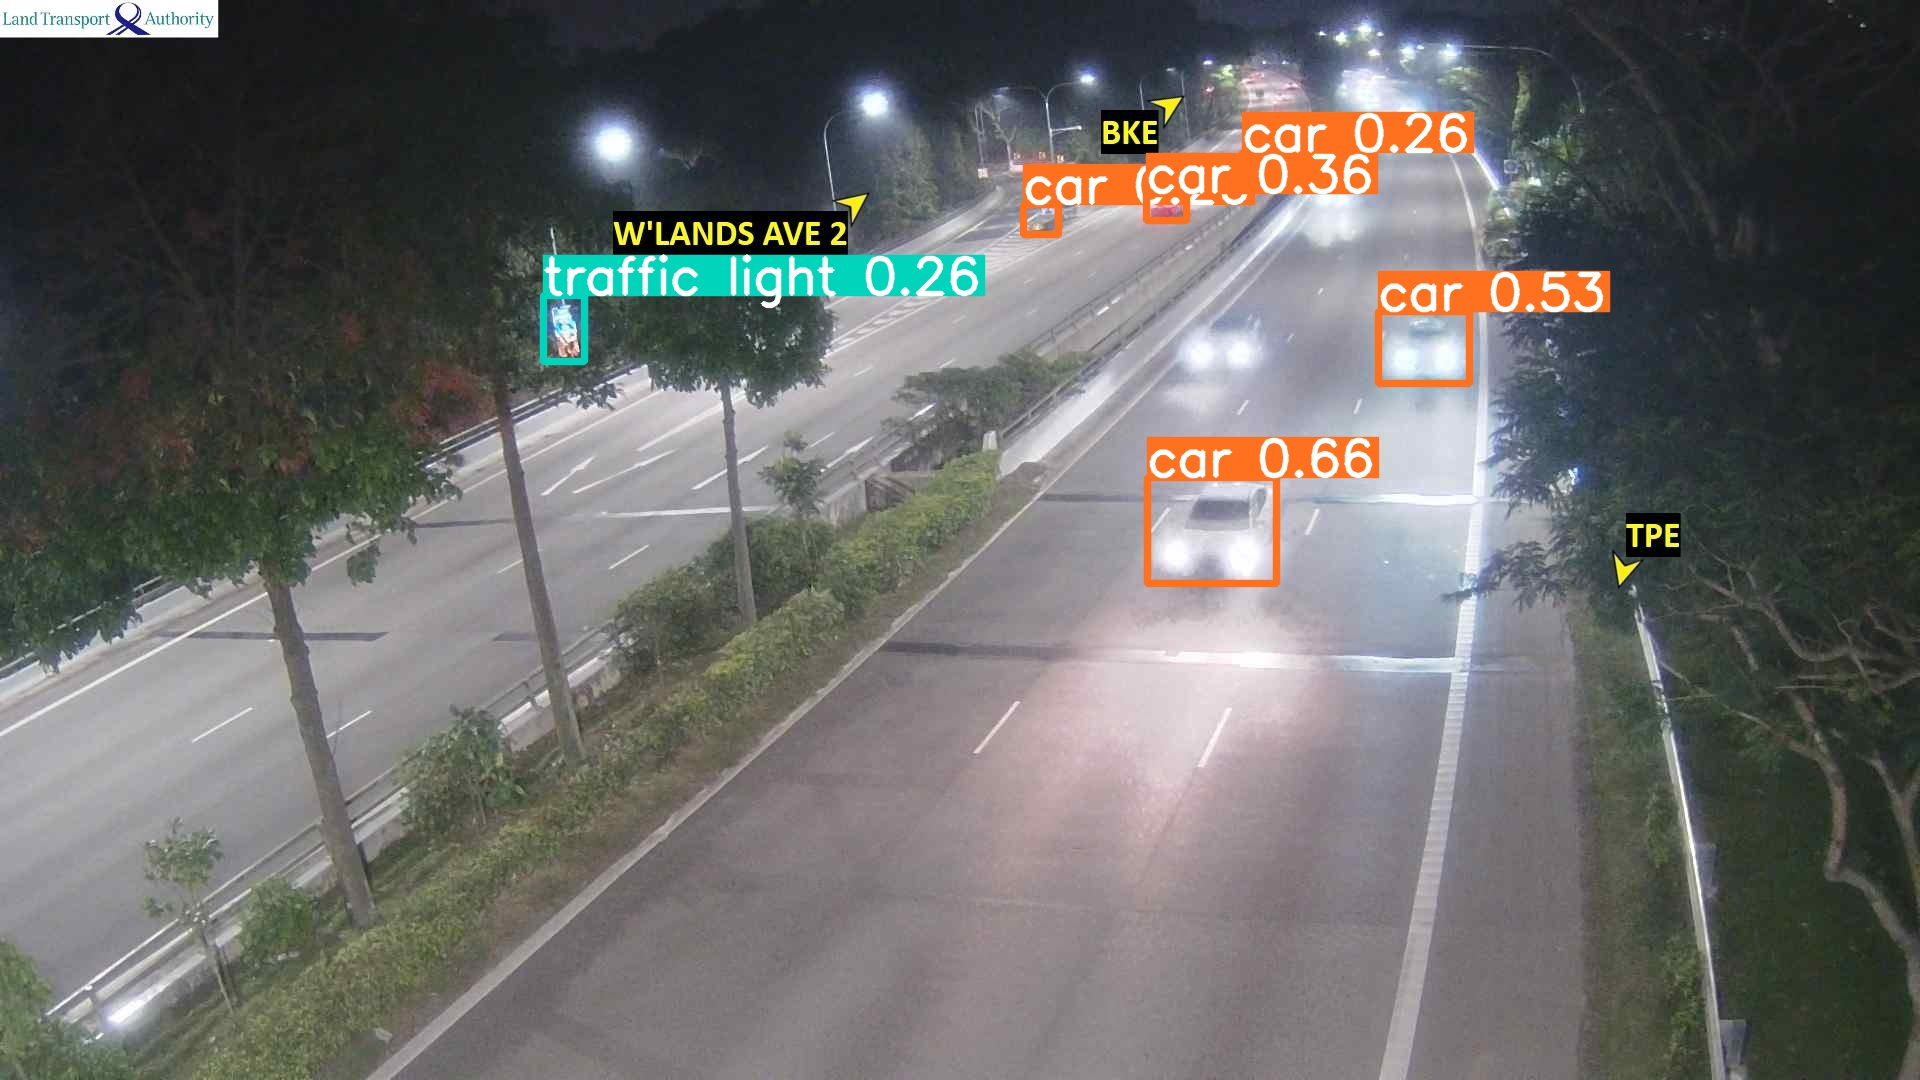 Land Transport Authority
BKE
car 0.26
car
car 0.36
W'LANDS AVE 2
traffic light 0.26
car 0.53
car 0.66
TPE